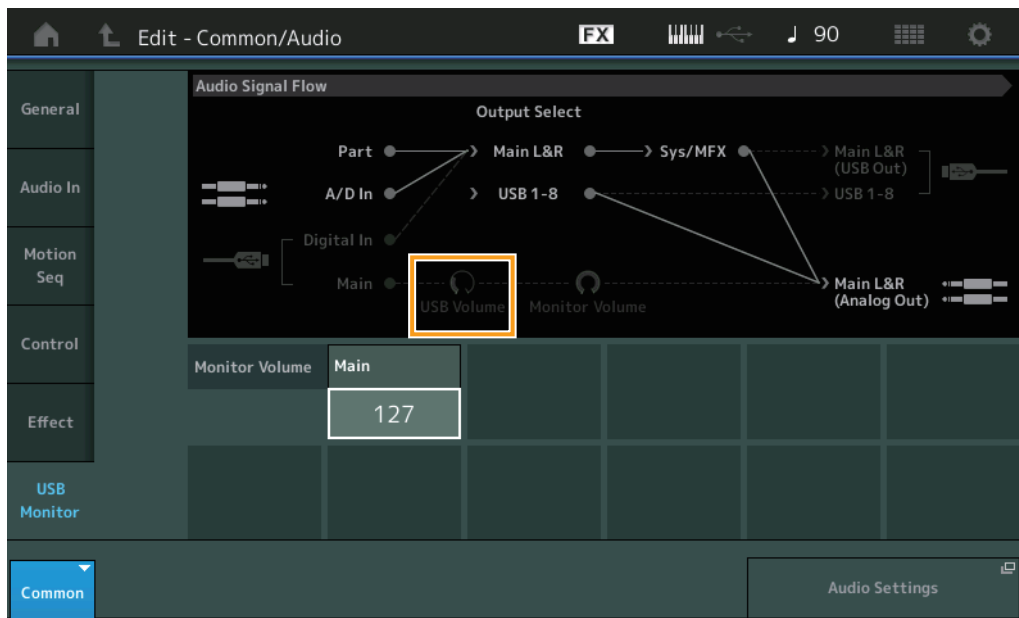 Edit - Common/Audio FX 90
General
Audio In
Motion
Seq
Control
Effect
USB
Monitor
Audio Signal Flow
Output Select
Part Main L&R Sys/MFX Main L&R
(USB Out)
A/D In USB 1-8 USB 1-8
Digital In
Main USB Volume Monitor Volume Main L&R
(Analog Out)
Monitor Volume Main
127
Common
Audio Settings